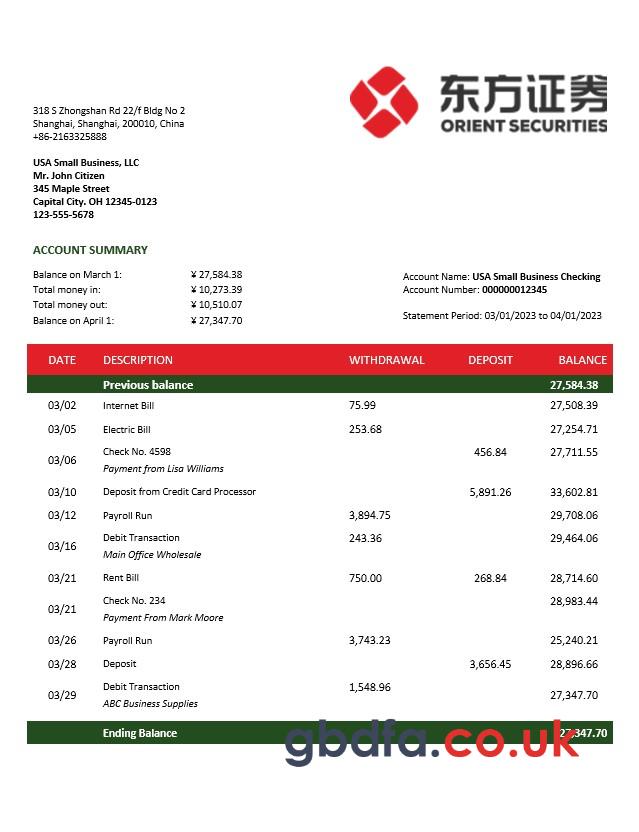 东方证券
ORIENT SECURITIES
318 S Zhongshan Rd 22/f Bldg No 2
Shanghai, Shanghai, 200010, China
+86-2163325888
USA Small Business, LLC
Mr. John Citizen
345 Maple Street
Capital City. OH 12345-0123
123-555-5678
ACCOUNT SUMMARY
Balance on March 1: ¥ 27,584.38
Total money in: ¥ 10,273.39
Total money out: ¥ 10,510.07
Balance on April 1: ¥ 27,347.70
Account Name: USA Small Business Checking
Account Number: 000000012345
Statement Period: 03/01/2023 to 04/01/2023
DATE DESCRIPTION WITHDRAWAL DEPOSIT BALANCE
Previous balance 27,584.38
03/02 Internet Bill 75.99 27,508.39
03/05 Electric Bill 253.68 27,254.71
03/06 Check No. 4598 456.84 27,711.55
Payment from Lisa Williams
03/10 Deposit from Credit Card Processor 5,891.26 33,602.81
03/12 Payroll Run 3,894.75 29,708.06
03/16 Debit Transaction 243.36 29,464.06
Main Office Wholesale
03/21 Rent Bill 750.00 268.84 28,714.60
03/21 Check No. 234 28,983.44
Payment From Mark Moore
03/26 Payroll Run 3,743.23 25,240.21
03/28 Deposit 3,656.45 28,896.66
03/29 Debit Transaction 1,548.96 27,347.70
ABC Business Supplies
Ending Balance 27,347.70
gbdfa.co.uk